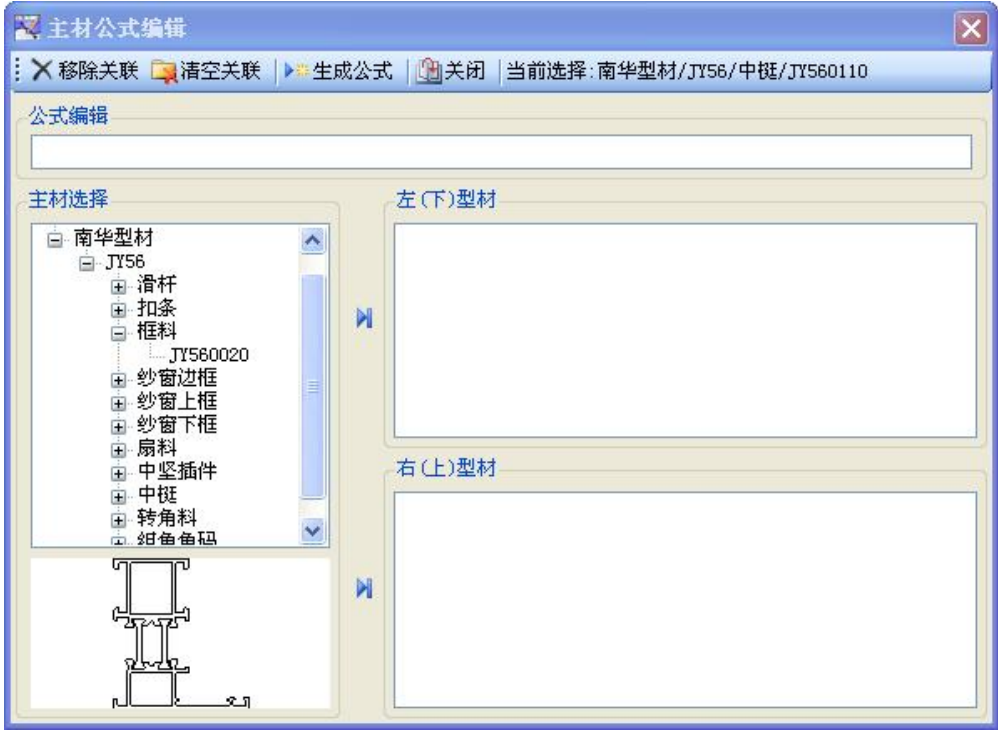 主材公式编辑
移除关联 清空关联 生成公式 关闭 当前选择:南华型材/JY56/中梃/JY560110
公式编辑
主材选择
左(下)型材
南华型材
JY56
滑杆
扣条
框料
JY560020
纱窗边框
纱窗上框
纱窗下框
扇料
中坚插件
中梃
转角料
组角角码
右(上)型材